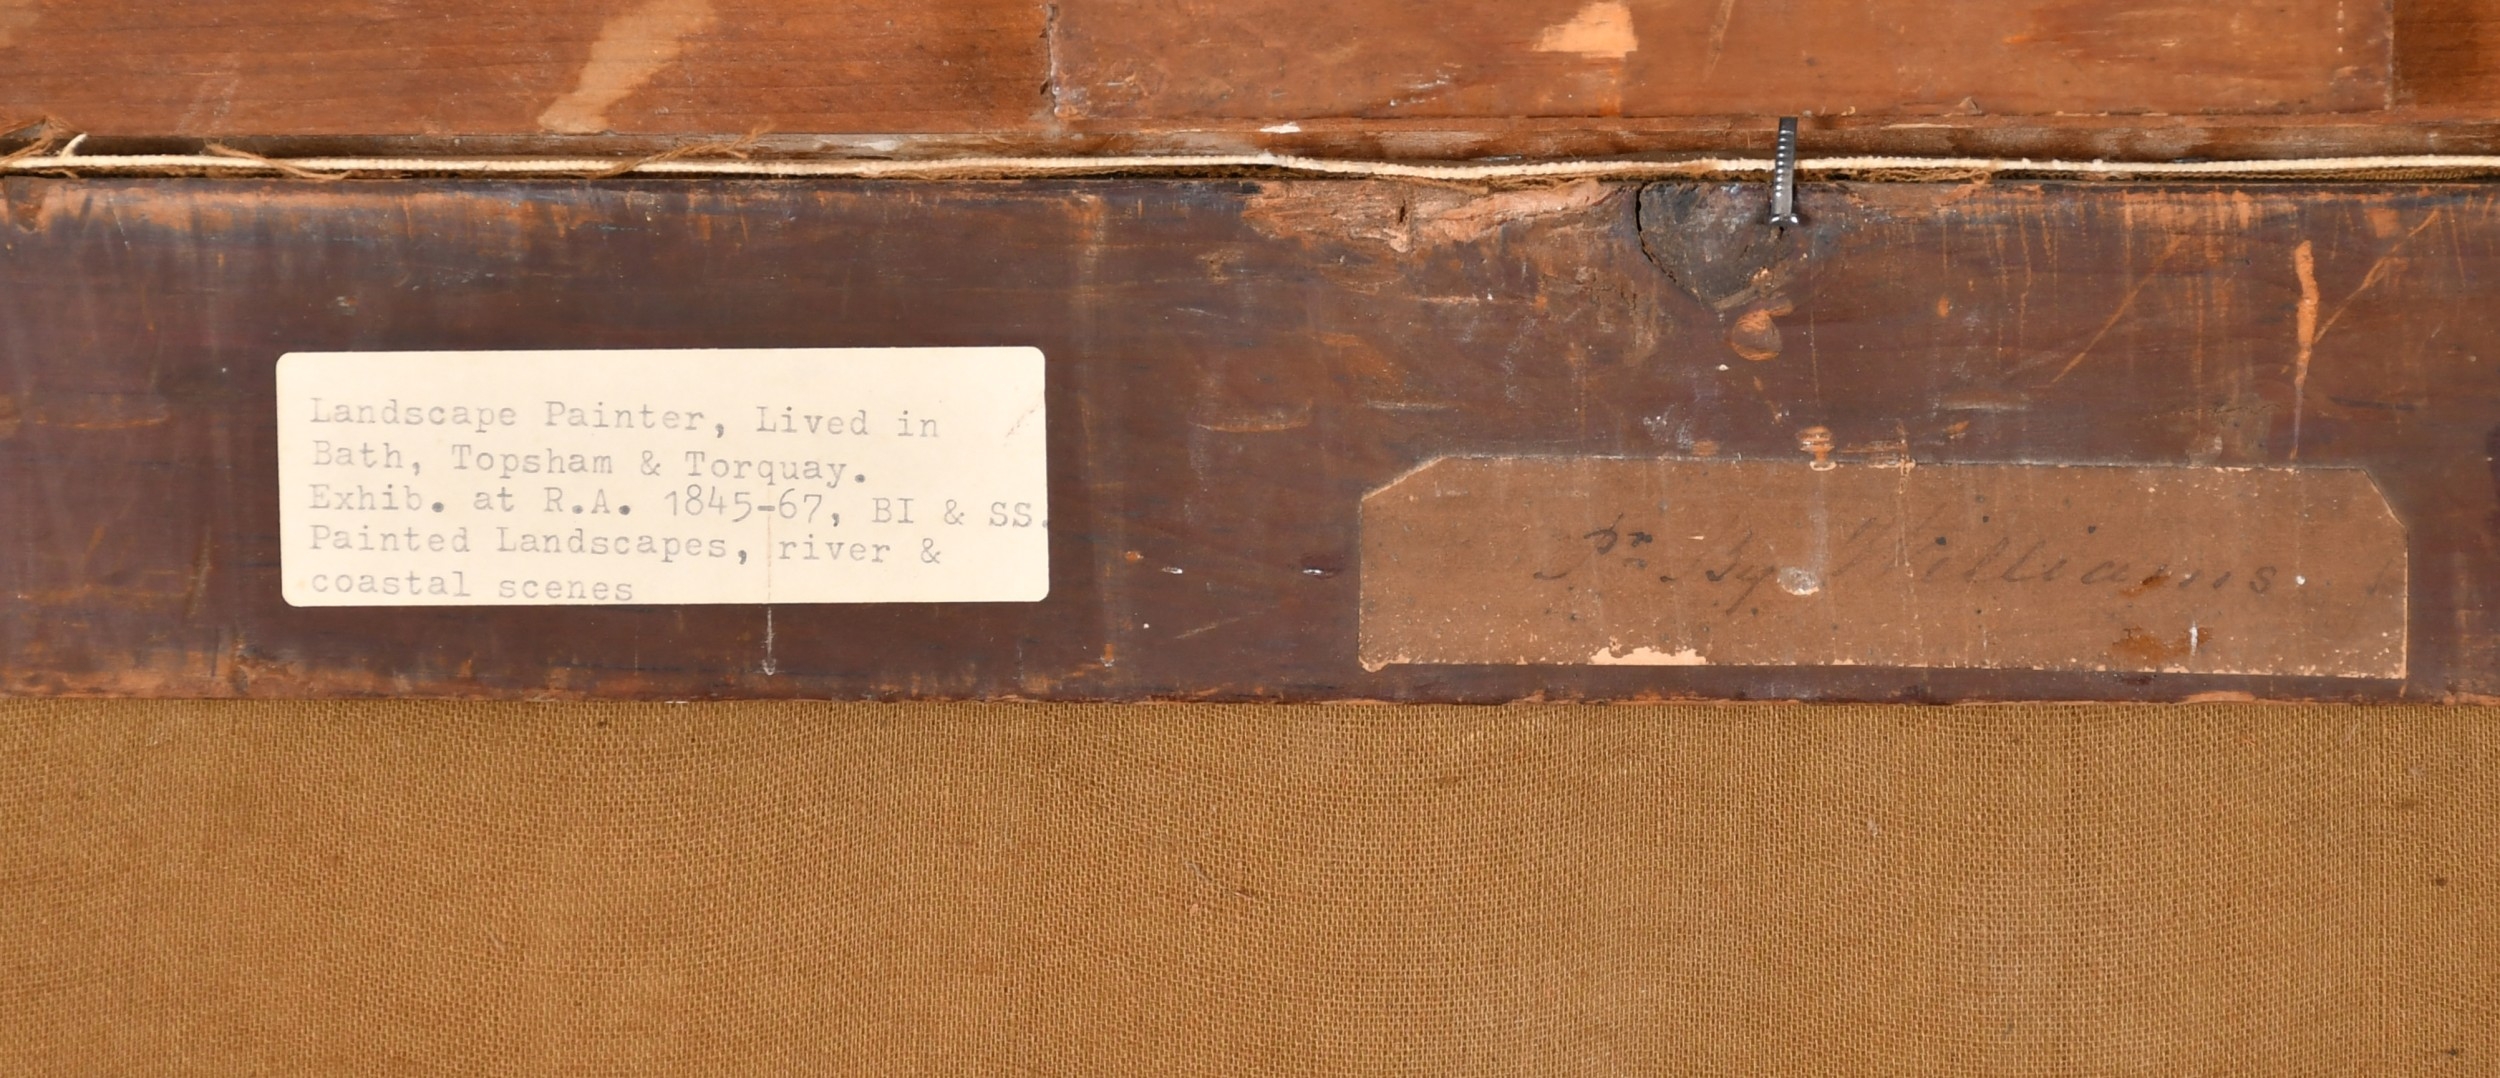 Landscape Painter, Lived in
Bath, Topsham & Torquay.
Exhib. at R.A. 1845-67, BI & SS.
Painted Landscapes, river &
coastal scenes
By Williams